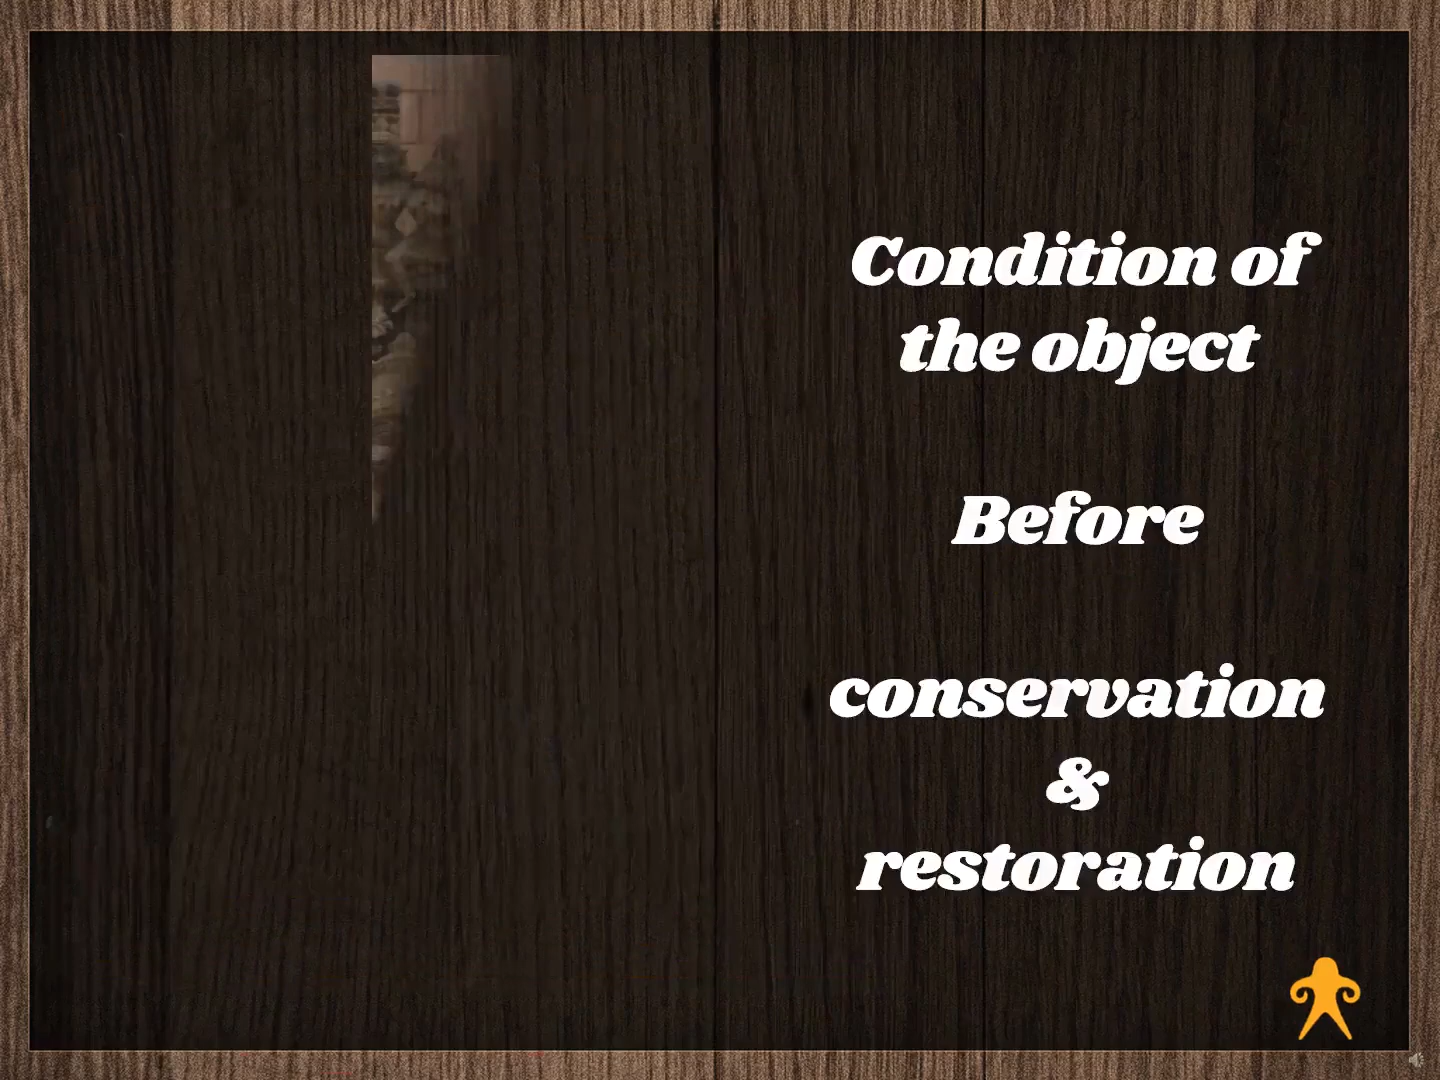 Condition of
the object
Before
conservation
&
restoration